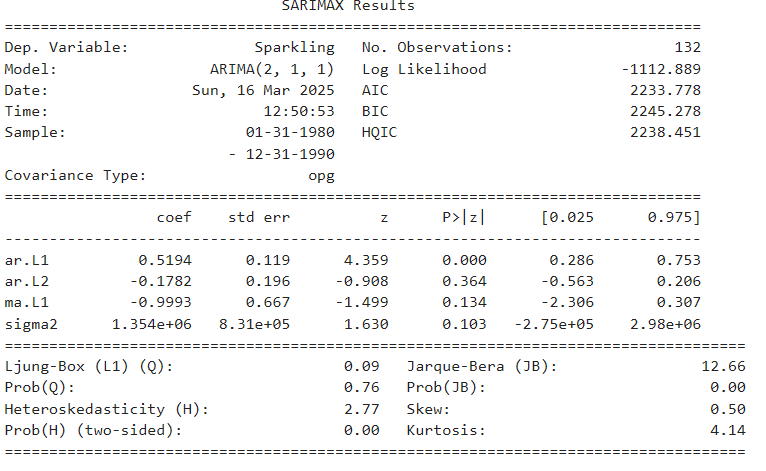 SARIMAX Results
==============================================================================
Dep. Variable: Sparkling No. Observations: 132
Model: ARIMA(2, 1, 1) Log Likelihood -1112.889
Date: Sun, 16 Mar 2025 AIC 2233.778
Time: 12:50:53 BIC 2245.278
Sample: 01-31-1980 HQIC 2238.451
- 12-31-1990
Covariance Type: opg
==============================================================================
coef std err z P>|z| [0.025 0.975]
------------------------------------------------------------------------------
ar.L1 0.5194 0.119 4.359 0.000 0.286 0.753
ar.L2 -0.1782 0.196 -0.908 0.364 -0.563 0.206
ma.L1 -0.9993 0.667 -1.499 0.134 -2.306 0.307
sigma2 1.354e+06 8.31e+05 1.630 0.103 -2.75e+05 2.98e+06
===================================================================================
Ljung-Box (L1) (Q): 0.09 Jarque-Bera (JB): 12.66
Prob(Q): 0.76 Prob(JB): 0.00
Heteroskedasticity (H): 2.77 Skew: 0.50
Prob(H) (two-sided): 0.00 Kurtosis: 4.14
===================================================================================